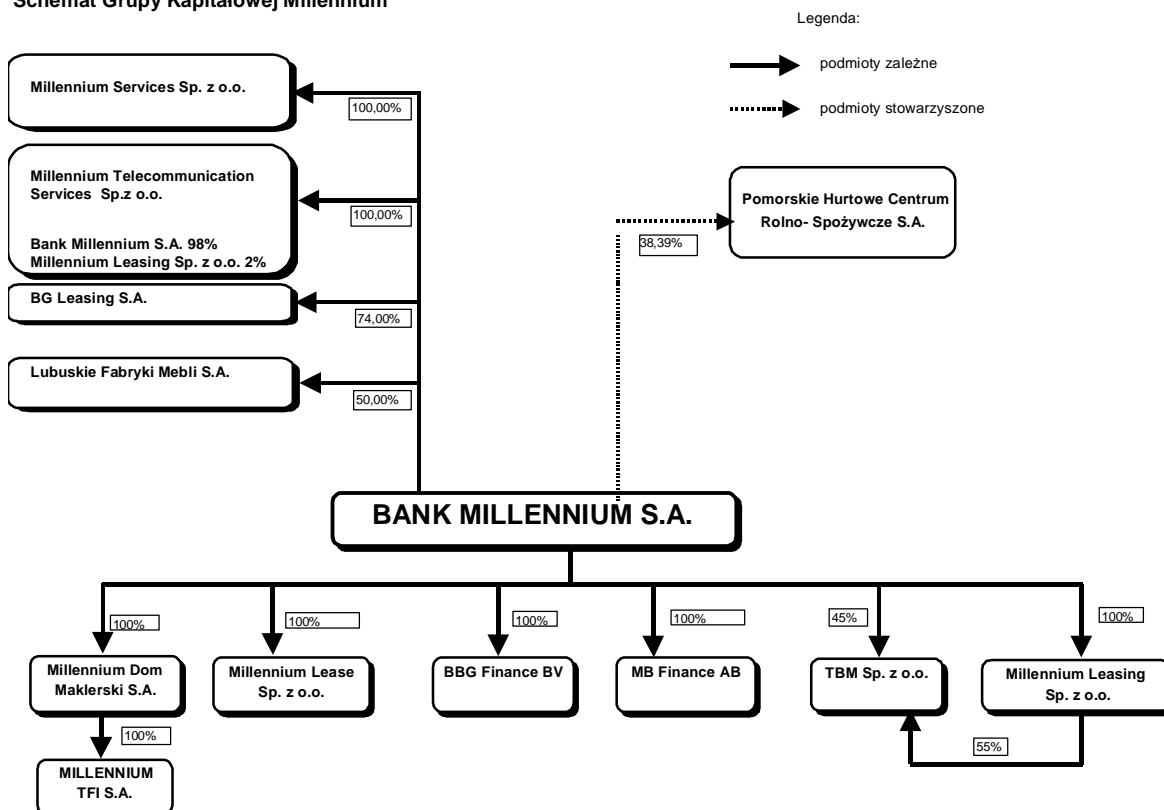 Schemat Grupy Kapitałowej Millennium
Legenda:
podmioty zależne
podmioty stowarzyszone
Millennium Services Sp. z o.o.
100,00%
Millennium Telecommunication
Services Sp.z o.o.
Bank Millennium S.A. 98%
Millennium Leasing Sp. z o.o. 2%
100,00%
Pomorskie Hurtowe Centrum
Rolno- Spożywcze S.A.
38,39%
BG Leasing S.A.
74,00%
Lubuskie Fabryki Mebli S.A.
50,00%
BANK MILLENNIUM S.A.
100%
100%
100%
100%
45%
100%
Millennium Dom
Maklerski S.A.
Millennium Lease
Sp. z o.o.
BBG Finance BV
MB Finance AB
TBM Sp. z o.o.
Millennium Leasing
Sp. z o.o.
100%
55%
MILLENNIUM
TFI S.A.